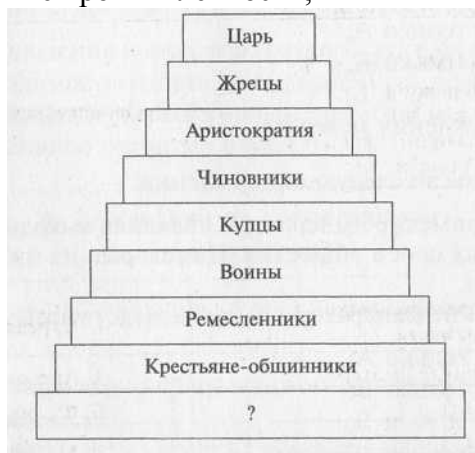 Царь
Жрецы
Аристократия
Чиновники
Купцы
Воины
Ремесленники
Крестьяне-общинники
?